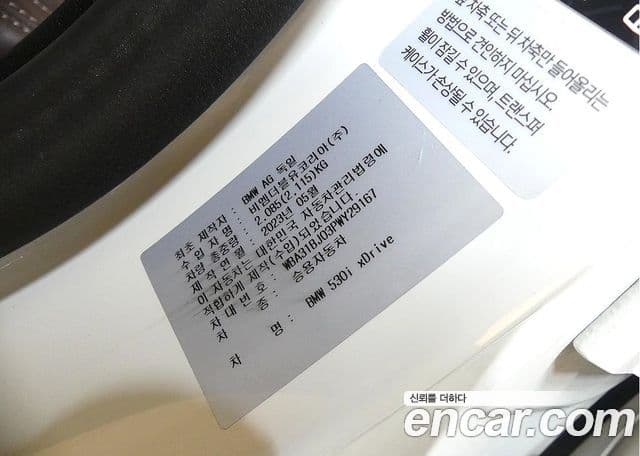 앞 차축 또는 뒤 차축만 들어올리는
방법으로 견인하지 마십시오.
휠이 잠길 수 있으며, 트랜스퍼
케이스가 손상될 수 있습니다.
최초 제작자 : BMW AG 독일
수 입 자 명 : 비엠더블유코리아(주)
차량 총중량 : 2,085(2,115)KG
제 작 연 월 : 2023년 05월
이 자동차는 대한민국 자동차관리법령에
적합하게 제작(수입)되었습니다.
차 대 번 호 : WBA31BJ03PWY29167
차 종 : 승용자동차
차 명 : BMW 530i xDrive
신뢰를 더하다
encar.com